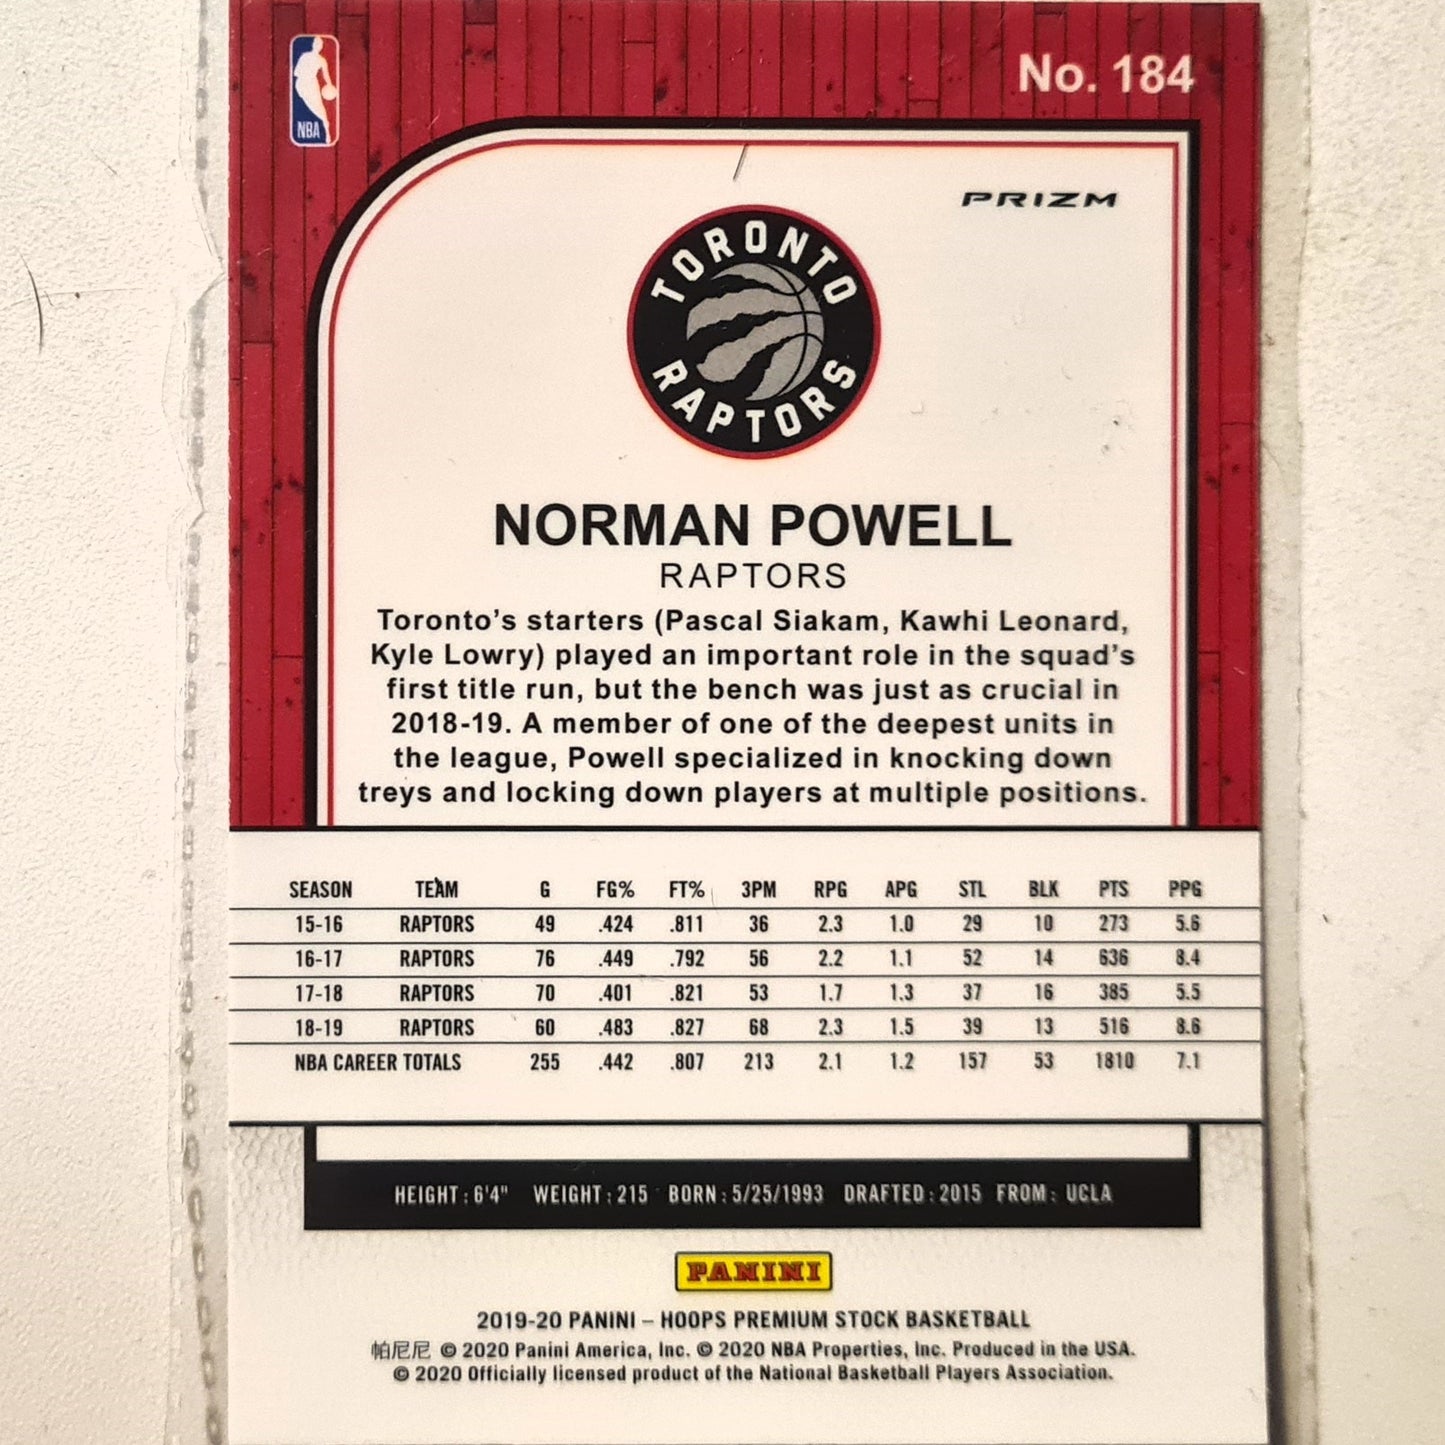 No. 184
NBA
PRIZM
TORONTO
RAPTORS
NORMAN POWELL
RAPTORS
Toronto's starters (Pascal Siakam, Kawhi Leonard,
Kyle Lowry) played an important role in the squad's
first title run, but the bench was just as crucial in
2018-19. A member of one of the deepest units in
the league, Powell specialized in knocking down
treys and locking down players at multiple positions.
SEASON TEAM G FG% FT% 3PM RPG APG STL BLK PTS PPG
15-16 RAPTORS 49 .424 .811 36 2.3 1.0 29 10 273 5.6
16-17 RAPTORS 76 .449 .792 56 2.2 1.1 52 14 636 8.4
17-18 RAPTORS 70 .401 .821 53 1.7 1.3 37 16 385 5.5
18-19 RAPTORS 60 .483 .827 68 2.3 1.5 39 13 516 8.6
NBA CAREER TOTALS 255 .442 .807 213 2.1 1.2 157 53 1810 7.1
HEIGHT: 6'4" WEIGHT: 215 BORN: 5/25/1993 DRAFTED: 2015 FROM: UCLA
PANINI
2019-20 PANINI – HOOPS PREMIUM STOCK BASKETBALL
帕尼尼 © 2020 Panini America, Inc. © 2020 NBA Properties, Inc. Produced in the USA.
© 2020 Officially licensed product of the National Basketball Players Association.